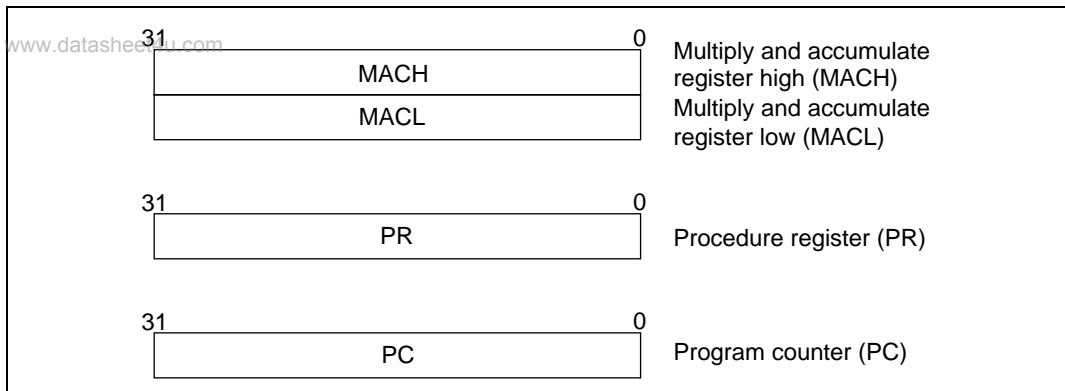 www.datasheet4u.com
31 0
MACH
Multiply and accumulate
register high (MACH)
MACL
Multiply and accumulate
register low (MACL)
31 0
PR
Procedure register (PR)
31 0
PC
Program counter (PC)